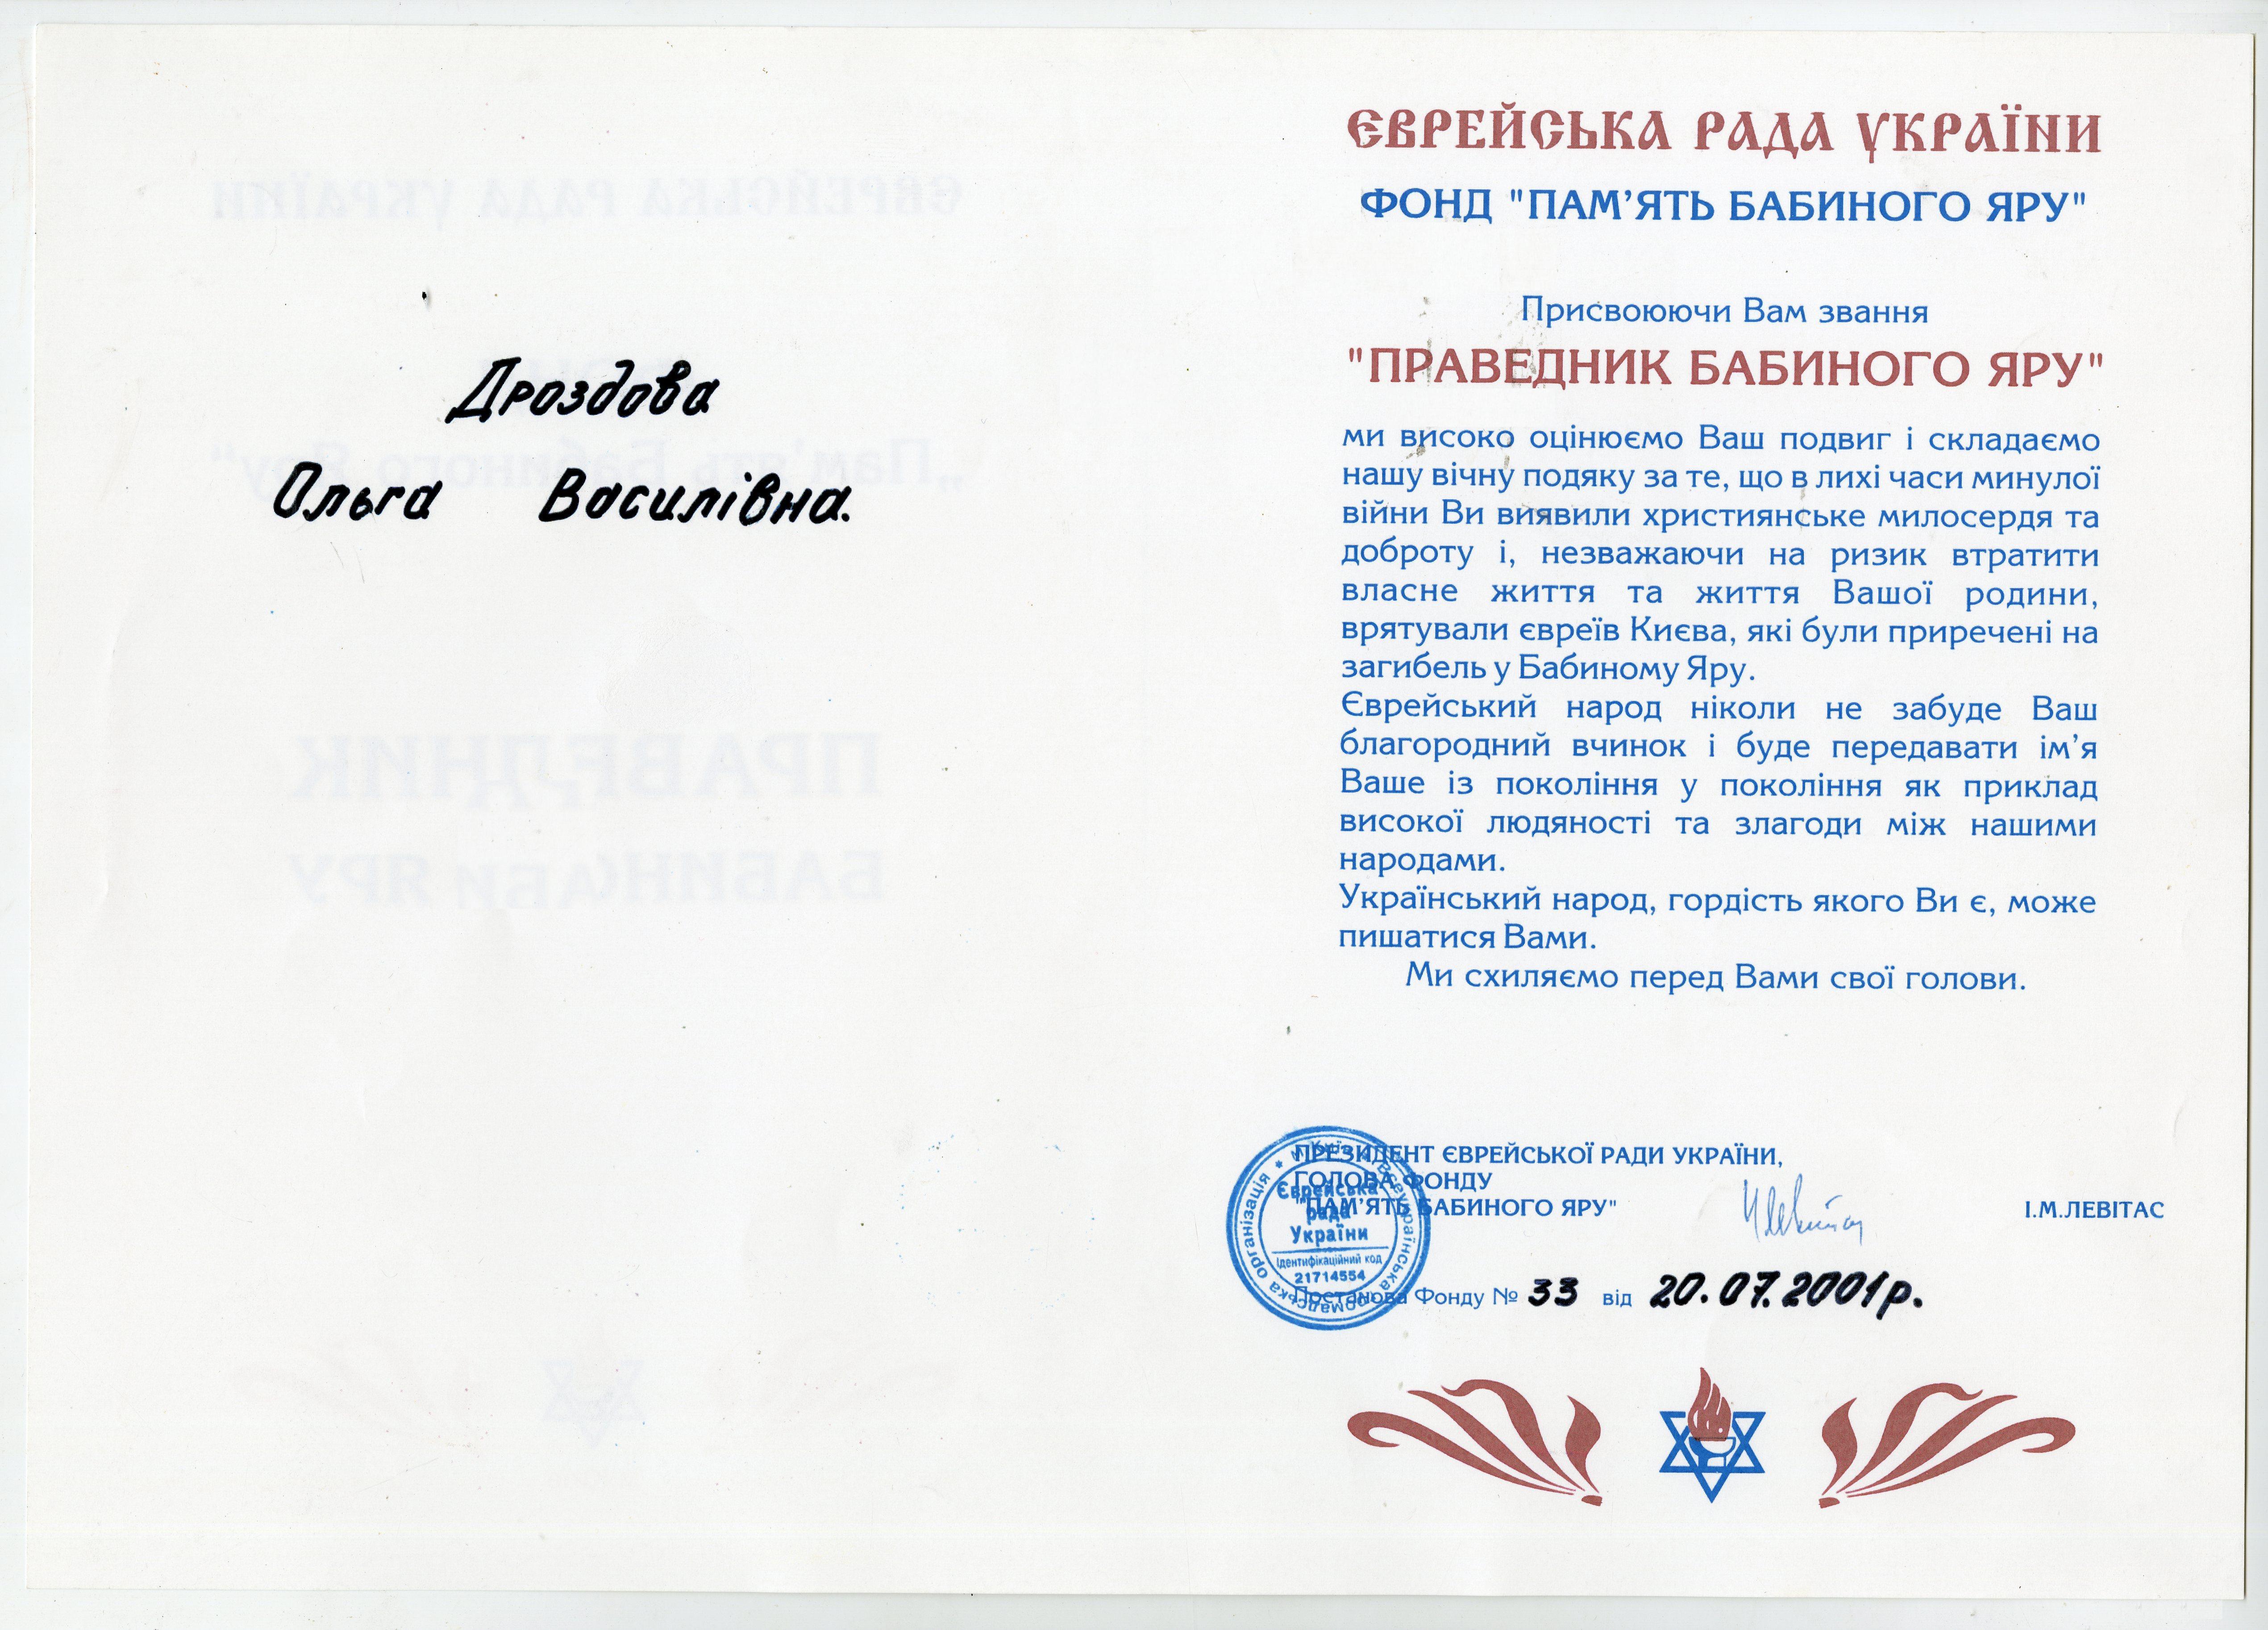 Дроздова
Ольга Василівна.
ЄВРЕЙСЬКА РАДА УКРАЇНИ
ФОНД "ПАМ’ЯТЬ БАБИНОГО ЯРУ"
Присвоюючи Вам звання
"ПРАВЕДНИК БАБИНОГО ЯРУ"
ми високо оцінюємо Ваш подвиг і складаємо
нашу вічну подяку за те, що в лихі часи минулої
війни Ви виявили християнське милосердя та
доброту і, незважаючи на ризик втратити
власне життя та життя Вашої родини,
врятували євреїв Києва, які були приречені на
загибель у Бабиному Яру.
Єврейський народ ніколи не забуде Ваш
благородний вчинок і буде передавати ім’я
Ваше із покоління у покоління як приклад
високої людяності та злагоди між нашими
народами.
Український народ, гордість якого Ви є, може
пишатися Вами.
Ми схиляємо перед Вами свої голови.
ПРЕЗИДЕНТ ЄВРЕЙСЬКОЇ РАДИ УКРАЇНИ,
ГОЛОВА ФОНДУ
"ПАМ’ЯТЬ БАБИНОГО ЯРУ" І.М.ЛЕВІТАС
Всеукраїнська громадська організація
Єврейська
рада
України
Ідентифікаційний код
21714554
Постанова Фонду № 33 від 20.07.2001р.